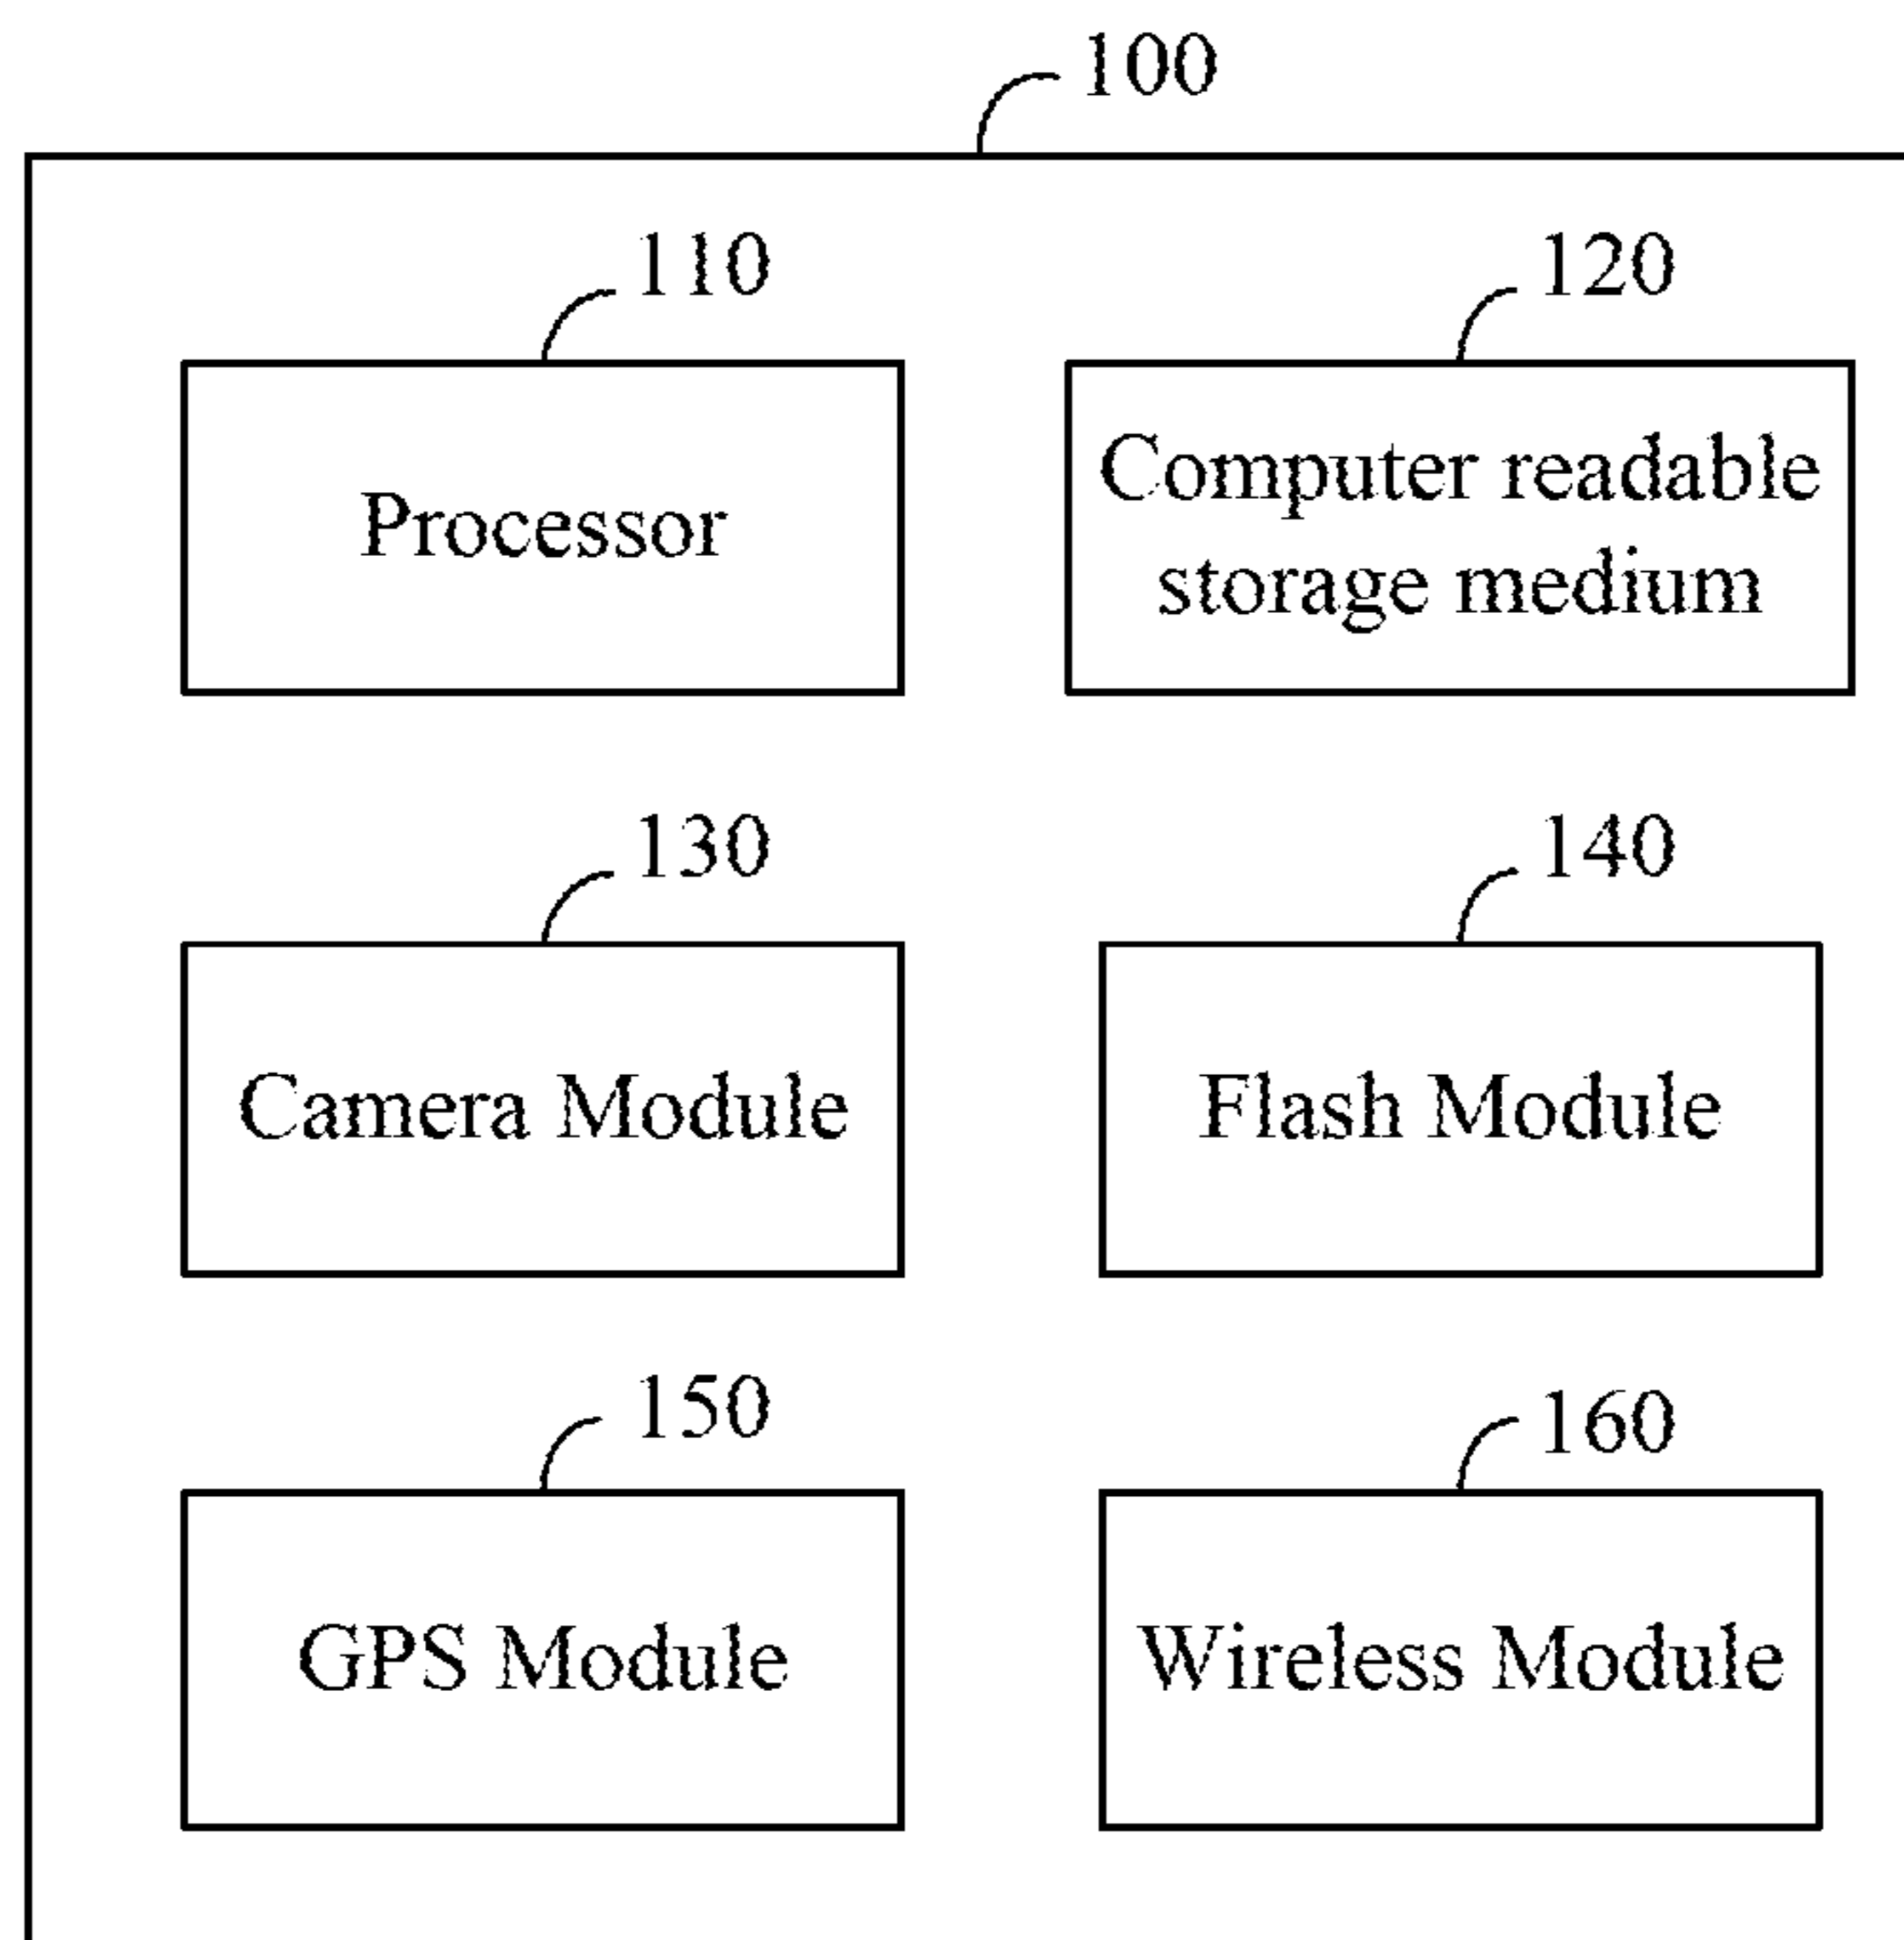 100
110
120
Processor
Computer readable
storage medium
130
140
Camera Module
Flash Module
150
160
GPS Module
Wireless Module